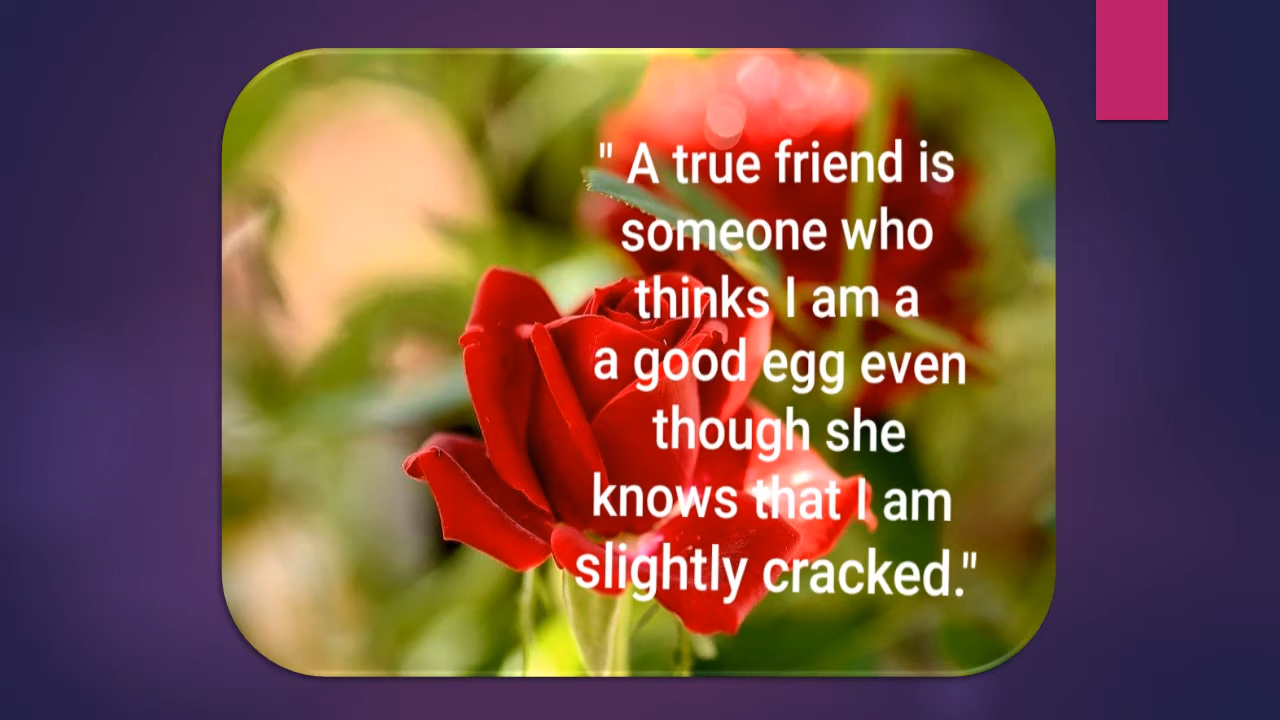 " A true friend is
someone who
thinks I am a
a good egg even
though she
knows that I am
slightly cracked."